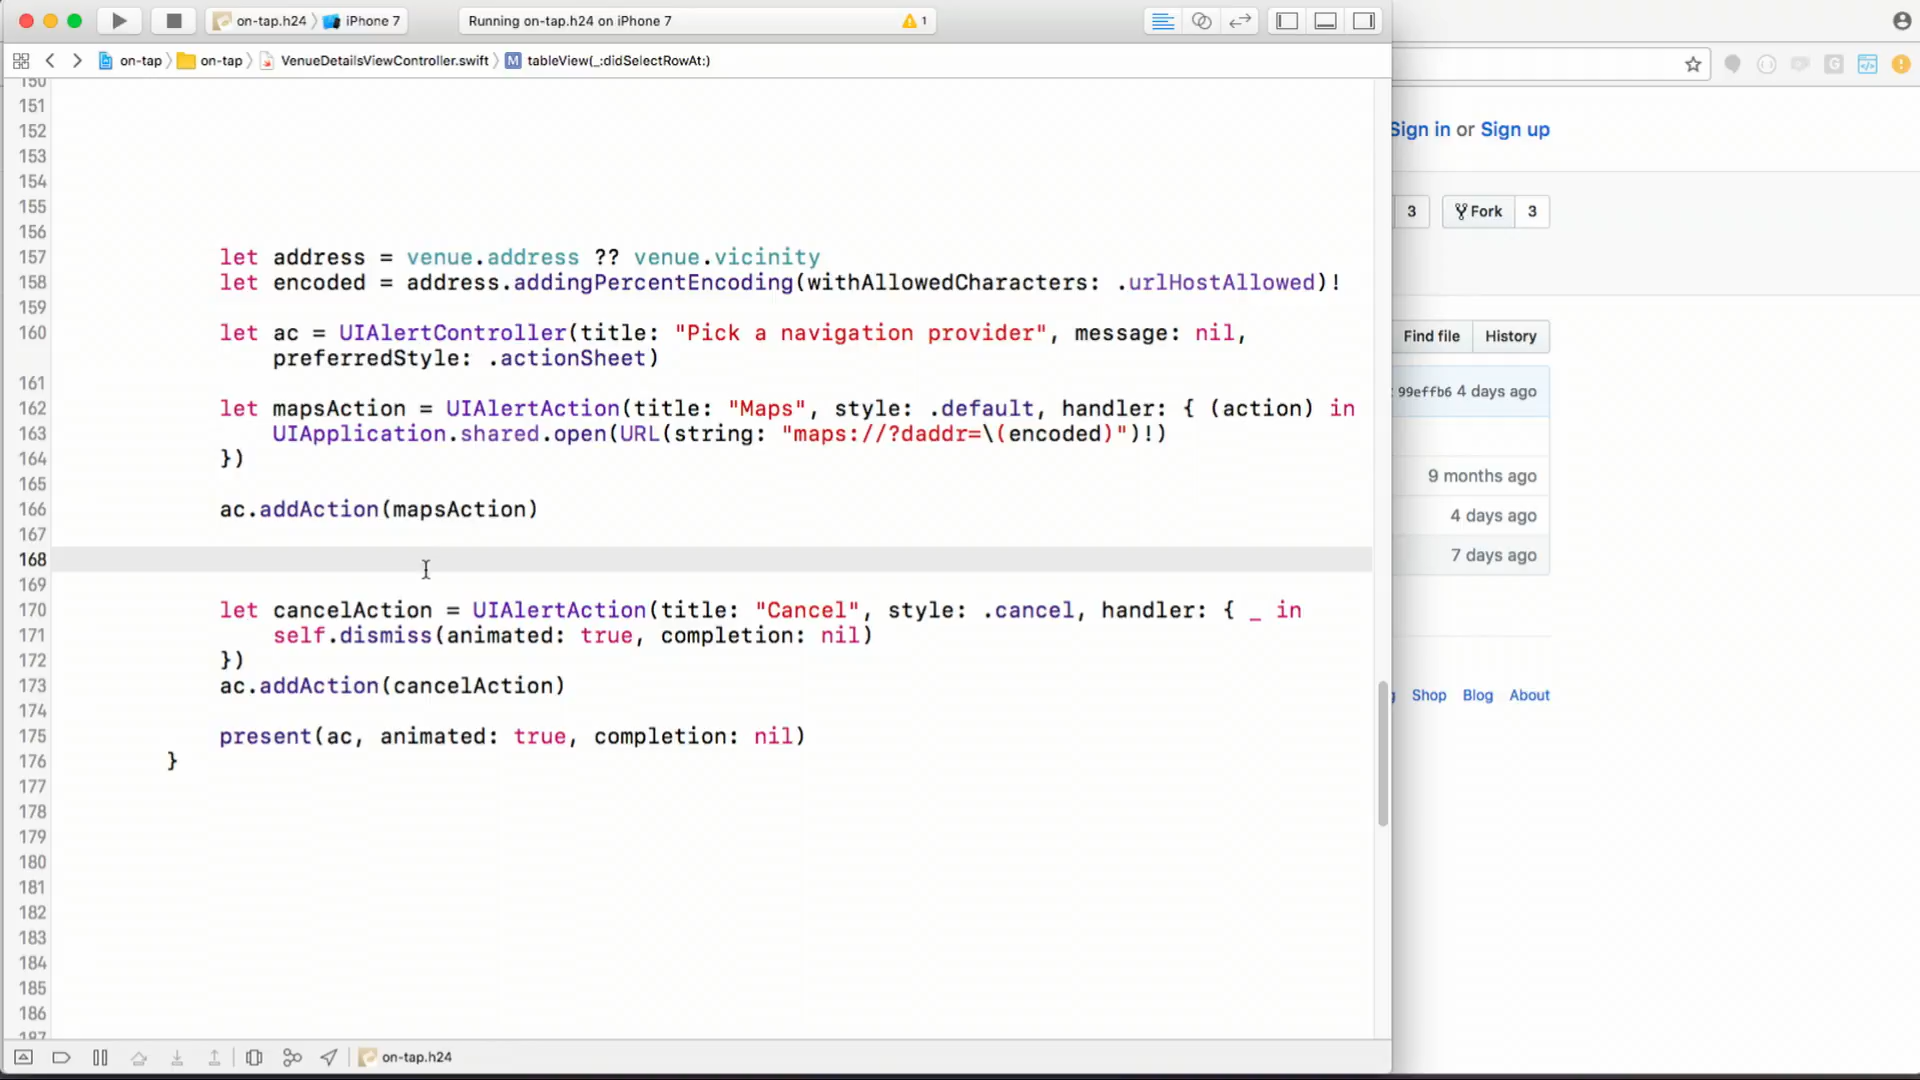 on-tap.h24 〉 iPhone 7
Running on-tap.h24 on iPhone 7
1
on-tap 〉 on-tap 〉 VenueDetailsViewController.swift 〉 M tableView(_:didSelectRowAt:)
150
151
152
153
154
155
156
157 let address = venue.address ?? venue.vicinity
158 let encoded = address.addingPercentEncoding(withAllowedCharacters: .urlHostAllowed)!
159
160 let ac = UIAlertController(title: "Pick a navigation provider", message: nil,
preferredStyle: .actionSheet)
161
162 let mapsAction = UIAlertAction(title: "Maps", style: .default, handler: { (action) in
163 UIApplication.shared.open(URL(string: "maps://?daddr=\(encoded)")!)
164 })
165
166 ac.addAction(mapsAction)
167
168
169
170 let cancelAction = UIAlertAction(title: "Cancel", style: .cancel, handler: { _ in
171 self.dismiss(animated: true, completion: nil)
172 })
173 ac.addAction(cancelAction)
174
175 present(ac, animated: true, completion: nil)
176 }
177
178
179
180
181
182
183
184
185
186
187
on-tap.h24
G
Sign in or Sign up
3 Fork 3
Find file History
99effb6 4 days ago
9 months ago
4 days ago
7 days ago
g Shop Blog About